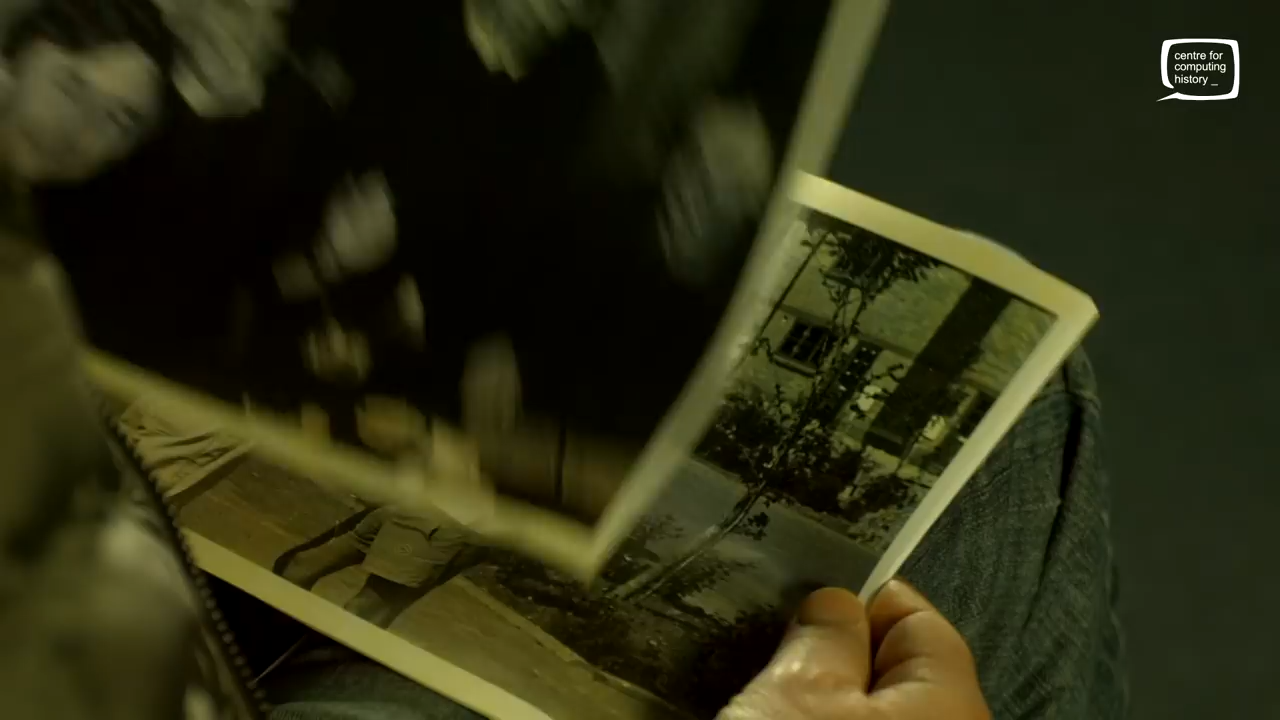 centre for
computing
history _